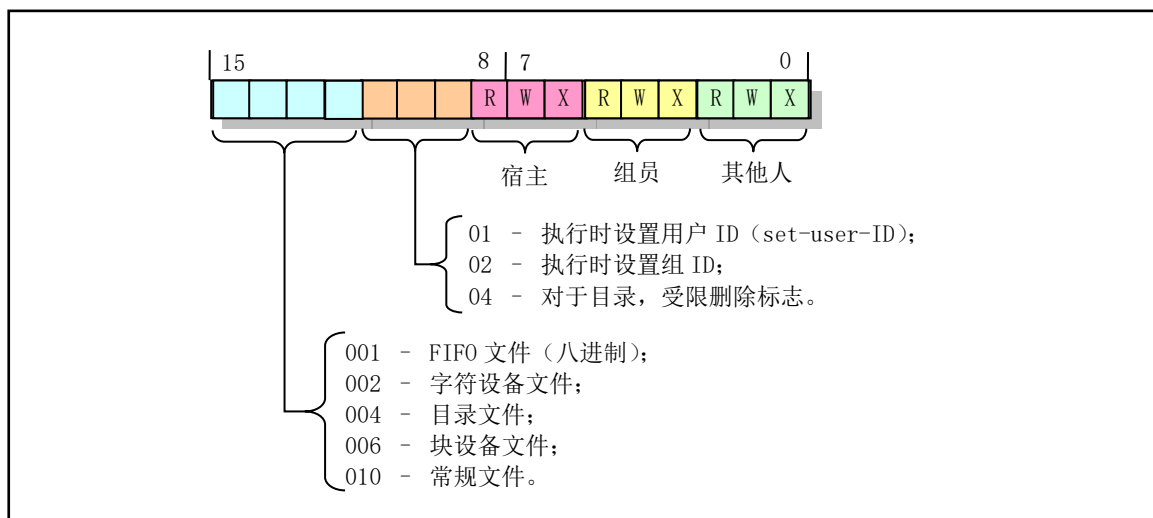 15 8 7 0
R W X R W X R W X
宿主 组员 其他人
01 - 执行时设置用户 ID（set-user-ID）；
02 - 执行时设置组 ID；
04 - 对于目录，受限删除标志。
001 - FIFO 文件（八进制）；
002 - 字符设备文件；
004 - 目录文件；
006 - 块设备文件；
010 - 常规文件。